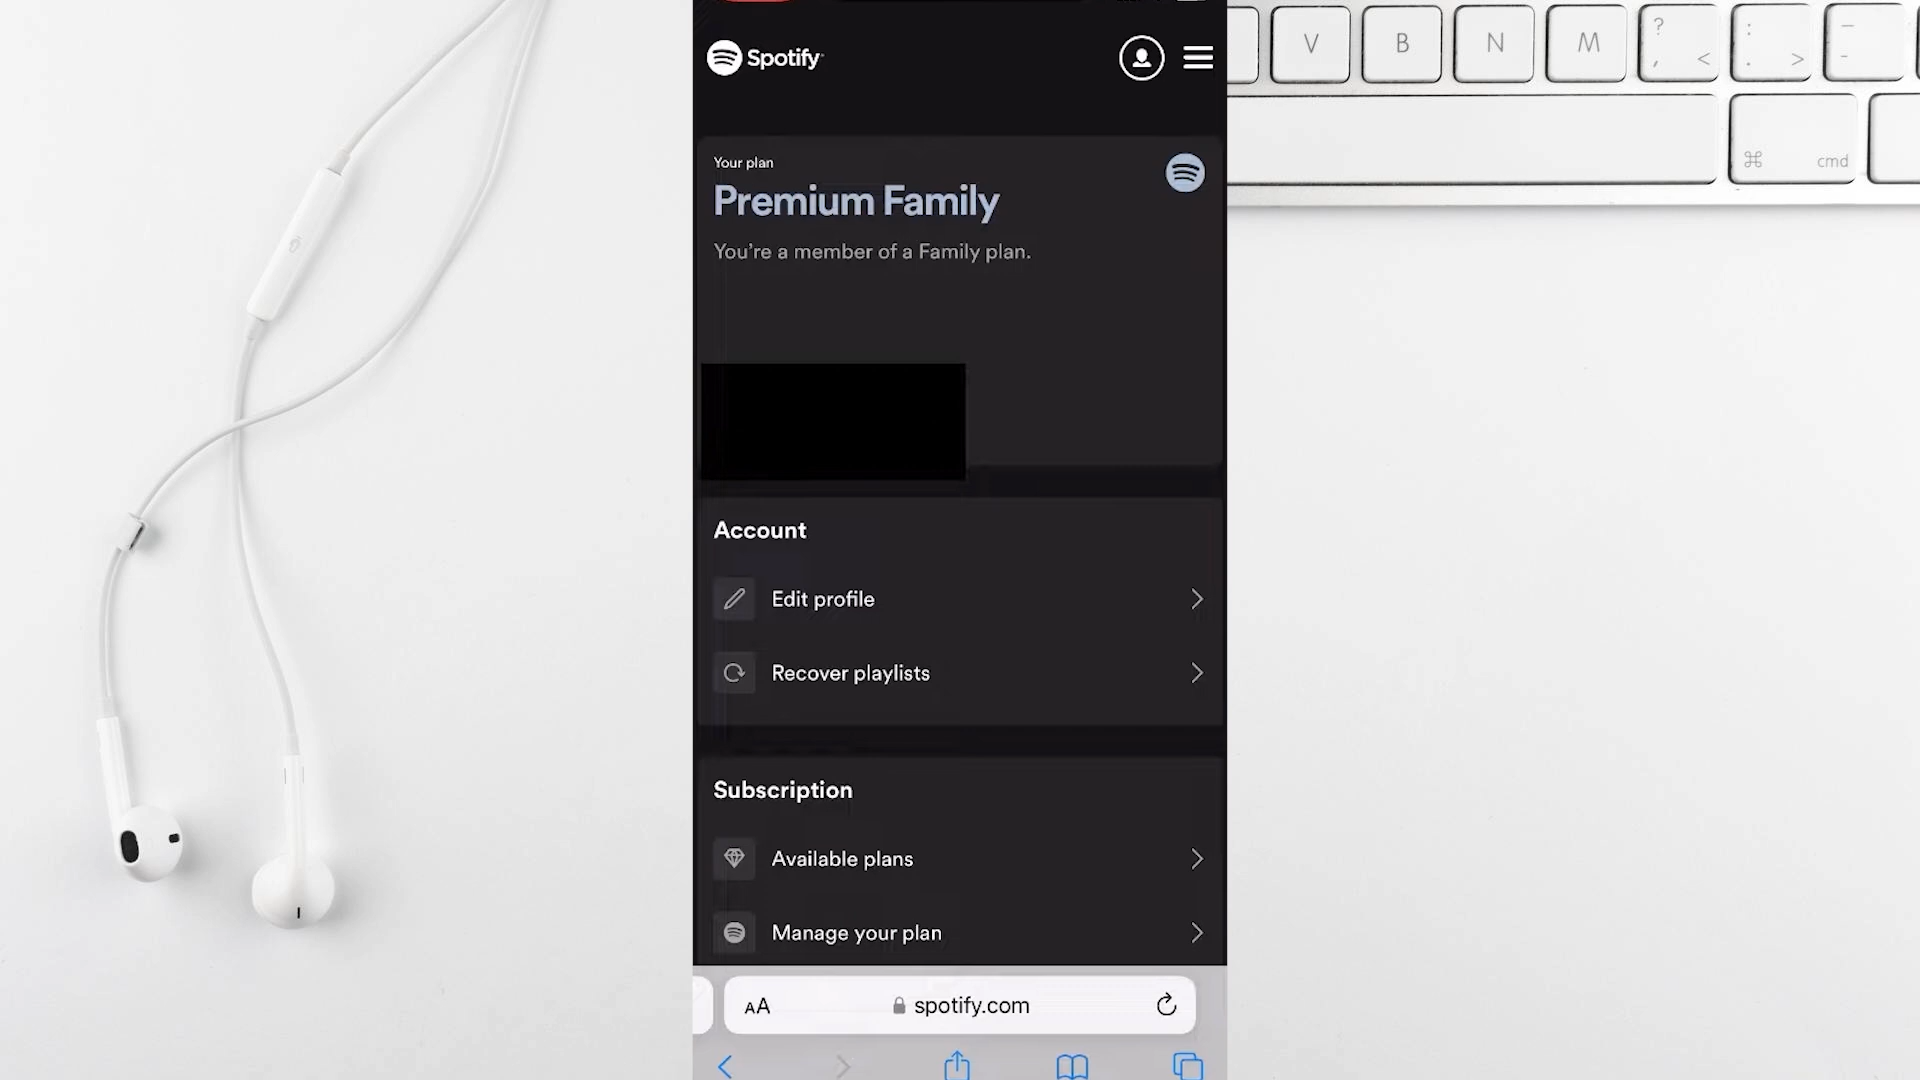 Spotify
Your plan
Premium Family
You're a member of a Family plan.
Account
Edit profile
Recover playlists
Subscription
Available plans
Manage your plan
AA
spotify.com
V
B
N
M
? , <
: . >
– -
⌘ cmd